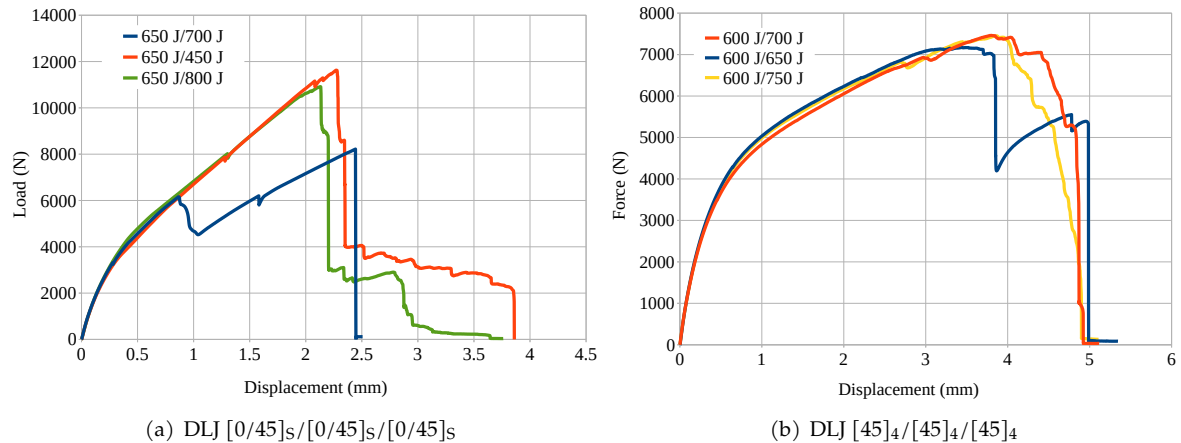 14000
12000
10000
8000
6000
4000
2000
0
Load (N)
650 J/700 J
650 J/450 J
650 J/800 J
0 0.5 1 1.5 2 2.5 3 3.5 4 4.5
Displacement (mm)
(a) DLJ [0/45]S/[0/45]S/[0/45]S
8000
7000
6000
5000
4000
3000
2000
1000
0
Force (N)
600 J/700 J
600 J/650 J
600 J/750 J
0 1 2 3 4 5 6
Displacement (mm)
(b) DLJ [45]4/[45]4/[45]4